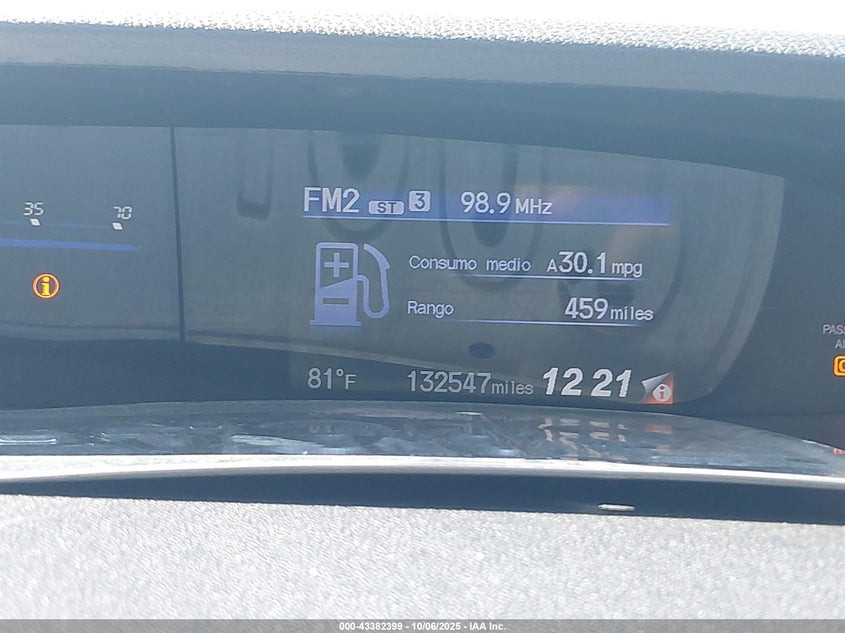 35 70
FM2 ST 3 98.9 MHz
Consumo medio A30.1 mpg
Rango 459 miles
81°F 132547 miles 12 21
000-43382399 - 10/06/2025 - IAA Inc.